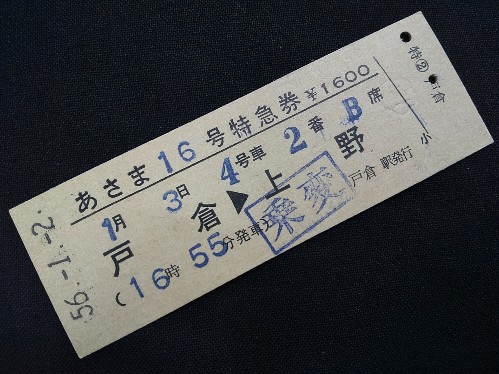 あさま16号特急券 ¥1600
1月 3日 4号車 2番 B席
戸倉▶上野
(16時55分発車)
乗変
戸倉駅発行
56.-1.-2.
特 ② 戸倉
小